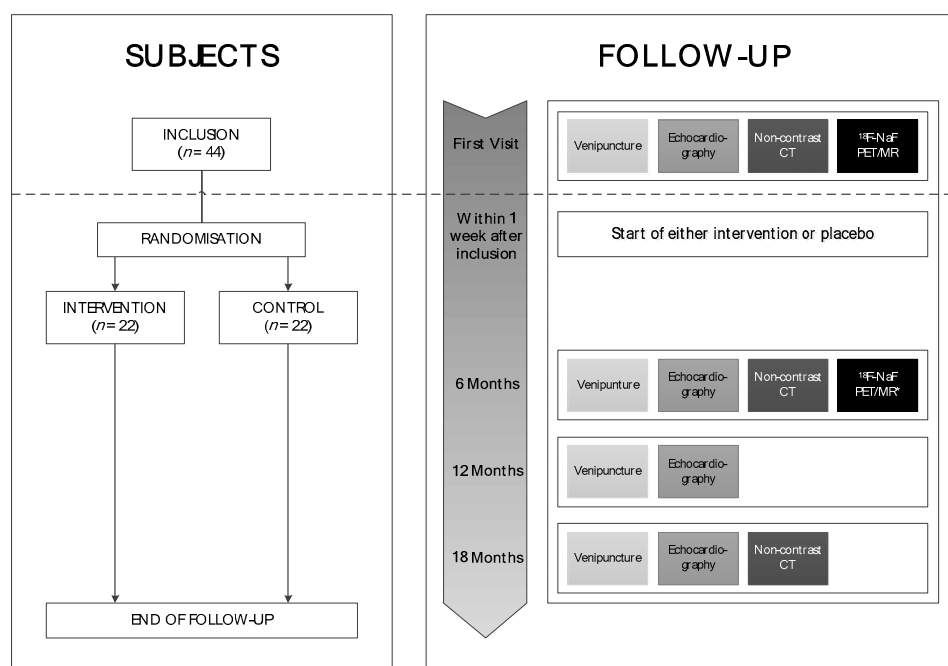 SUBJECTS
INCLUSION
(n= 44)
RANDOMISATION
INTERVENTION
(n= 22)
CONTROL
(n= 22)
END OF FOLLOW-UP
FOLLOW-UP
First Visit
Venipuncture
Echocardio-
graphy
Non-contrast
CT
¹⁸F-NaF
PET/MR
Within 1
week after
inclusion
Start of either intervention or placebo
6 Months
Venipunture
Echocardio-
graphy
Non-contrast
CT
¹⁸F-NaF
PET/MR*
12 Months
Venipuncture
Echocardio-
graphy
18 Months
Venipuncture
Echocardio-
graphy
Non-contrast
CT